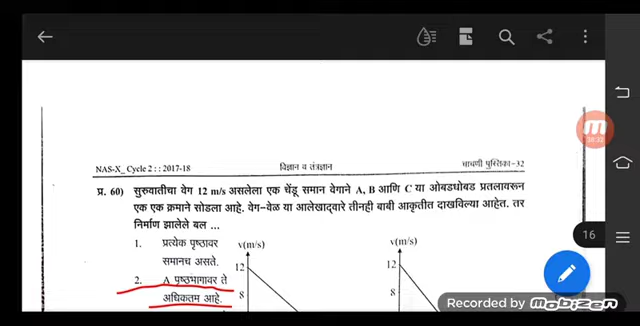 NAS-X_ Cycle 2 : : 2017-18 विज्ञान व तंत्रज्ञान चाचणी पुस्तिका-32
प्र. 60) सुरुवातीचा वेग 12 m/s असलेला एक चेंडू समान वेगाने A, B आणि C या ओबडधोबड प्रतलावरून
एक एक क्रमाने सोडला आहे. वेग-वेळ या आलेखाद्वारे तीनही बाबी आकृतीत दाखविल्या आहेत. तर
निर्माण झालेले बल ...
1. प्रत्येक पृष्ठावर
समानच असते.
2. A पृष्ठभागावर ते
अधिकतम आहे.
v(m/s)
12
8
v(m/s)
12
8
16
Recorded by Mobizen